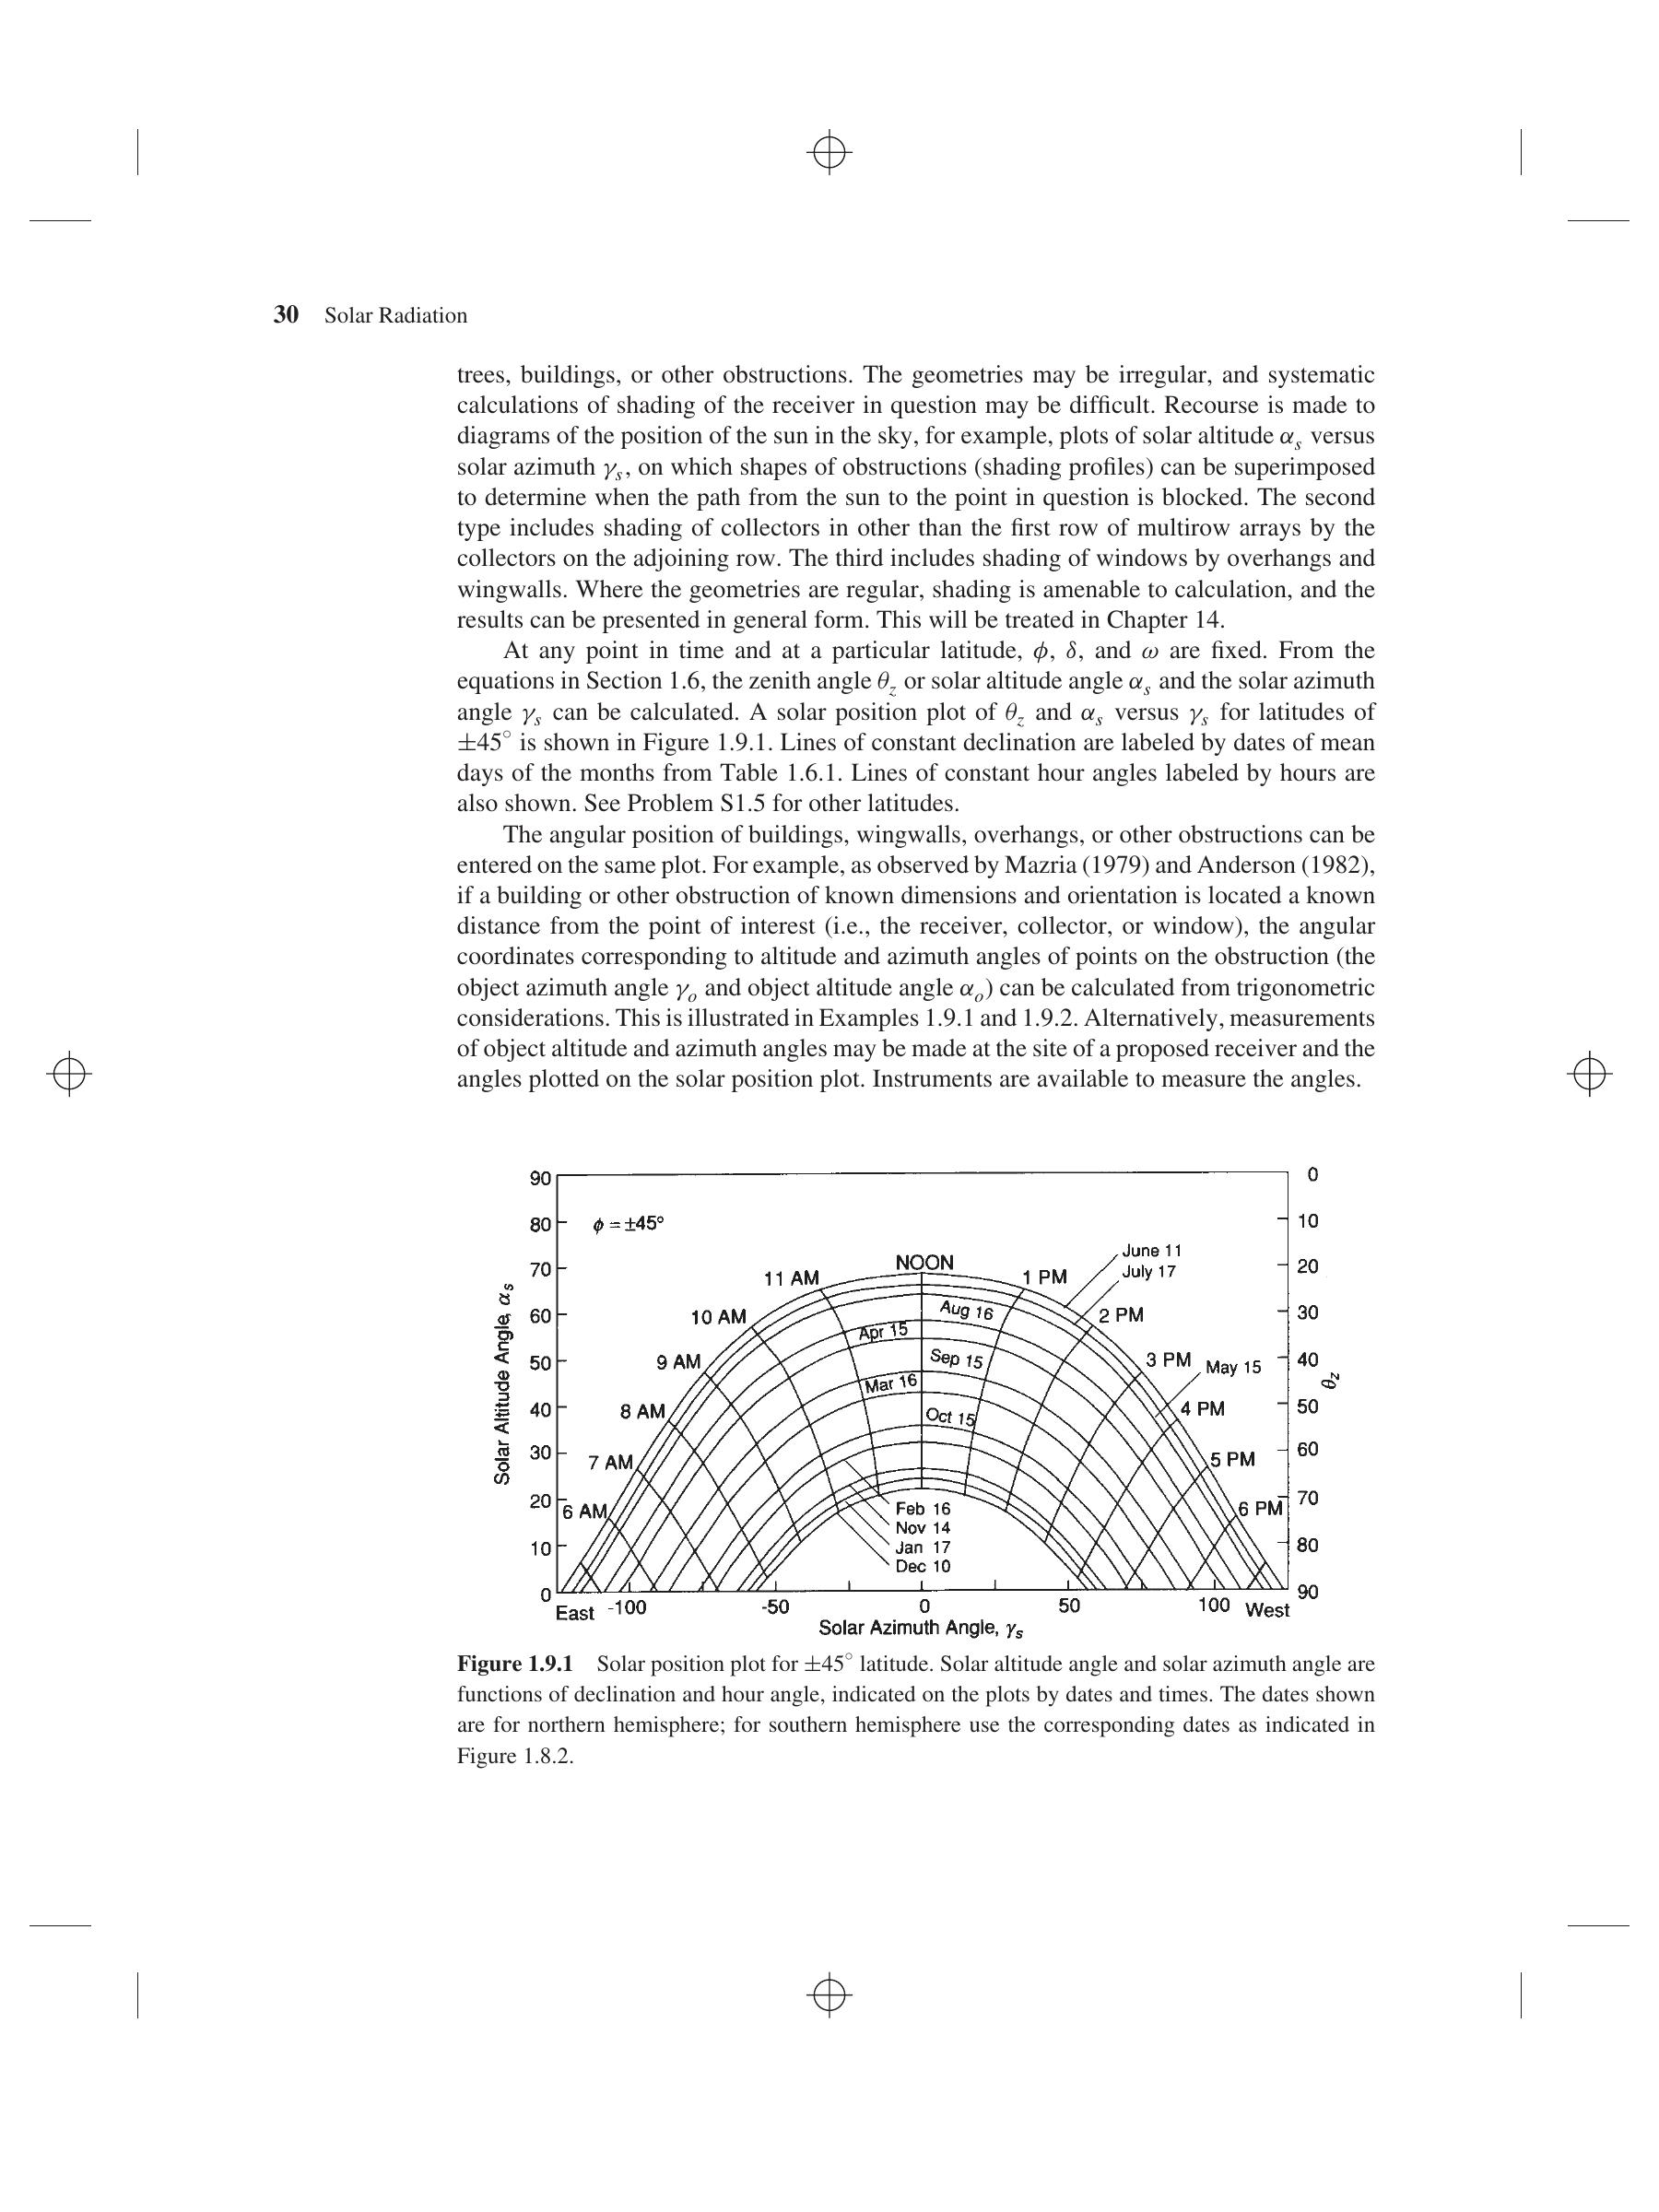 30 Solar Radiation
trees, buildings, or other obstructions. The geometries may be irregular, and systematic
calculations of shading of the receiver in question may be difficult. Recourse is made to
diagrams of the position of the sun in the sky, for example, plots of solar altitude αs versus
solar azimuth γs, on which shapes of obstructions (shading profiles) can be superimposed
to determine when the path from the sun to the point in question is blocked. The second
type includes shading of collectors in other than the first row of multirow arrays by the
collectors on the adjoining row. The third includes shading of windows by overhangs and
wingwalls. Where the geometries are regular, shading is amenable to calculation, and the
results can be presented in general form. This will be treated in Chapter 14.
At any point in time and at a particular latitude, ϕ, δ, and ω are fixed. From the
equations in Section 1.6, the zenith angle θz or solar altitude angle αs and the solar azimuth
angle γs can be calculated. A solar position plot of θz and αs versus γs for latitudes of
±45° is shown in Figure 1.9.1. Lines of constant declination are labeled by dates of mean
days of the months from Table 1.6.1. Lines of constant hour angles labeled by hours are
also shown. See Problem S1.5 for other latitudes.
The angular position of buildings, wingwalls, overhangs, or other obstructions can be
entered on the same plot. For example, as observed by Mazria (1979) and Anderson (1982),
if a building or other obstruction of known dimensions and orientation is located a known
distance from the point of interest (i.e., the receiver, collector, or window), the angular
coordinates corresponding to altitude and azimuth angles of points on the obstruction (the
object azimuth angle γo and object altitude angle αo) can be calculated from trigonometric
considerations. This is illustrated in Examples 1.9.1 and 1.9.2. Alternatively, measurements
of object altitude and azimuth angles may be made at the site of a proposed receiver and the
angles plotted on the solar position plot. Instruments are available to measure the angles.
90 0
80 ϕ = ±45° 10
June 11
NOON
70 11 AM 1 PM July 17 20
60 10 AM Aug 16 2 PM 30
Apr 15
50 9 AM Sep 15 3 PM May 15 40
Mar 16
40 8 AM Oct 15 4 PM 50
30 7 AM 5 PM 60
20 6 AM Feb 16 6 PM 70
Nov 14
10 Jan 17 80
Dec 10
0 90
East -100 -50 0 50 100 West
Solar Altitude Angle, αs
θz
Solar Azimuth Angle, γs
Figure 1.9.1 Solar position plot for ±45° latitude. Solar altitude angle and solar azimuth angle are
functions of declination and hour angle, indicated on the plots by dates and times. The dates shown
are for northern hemisphere; for southern hemisphere use the corresponding dates as indicated in
Figure 1.8.2.